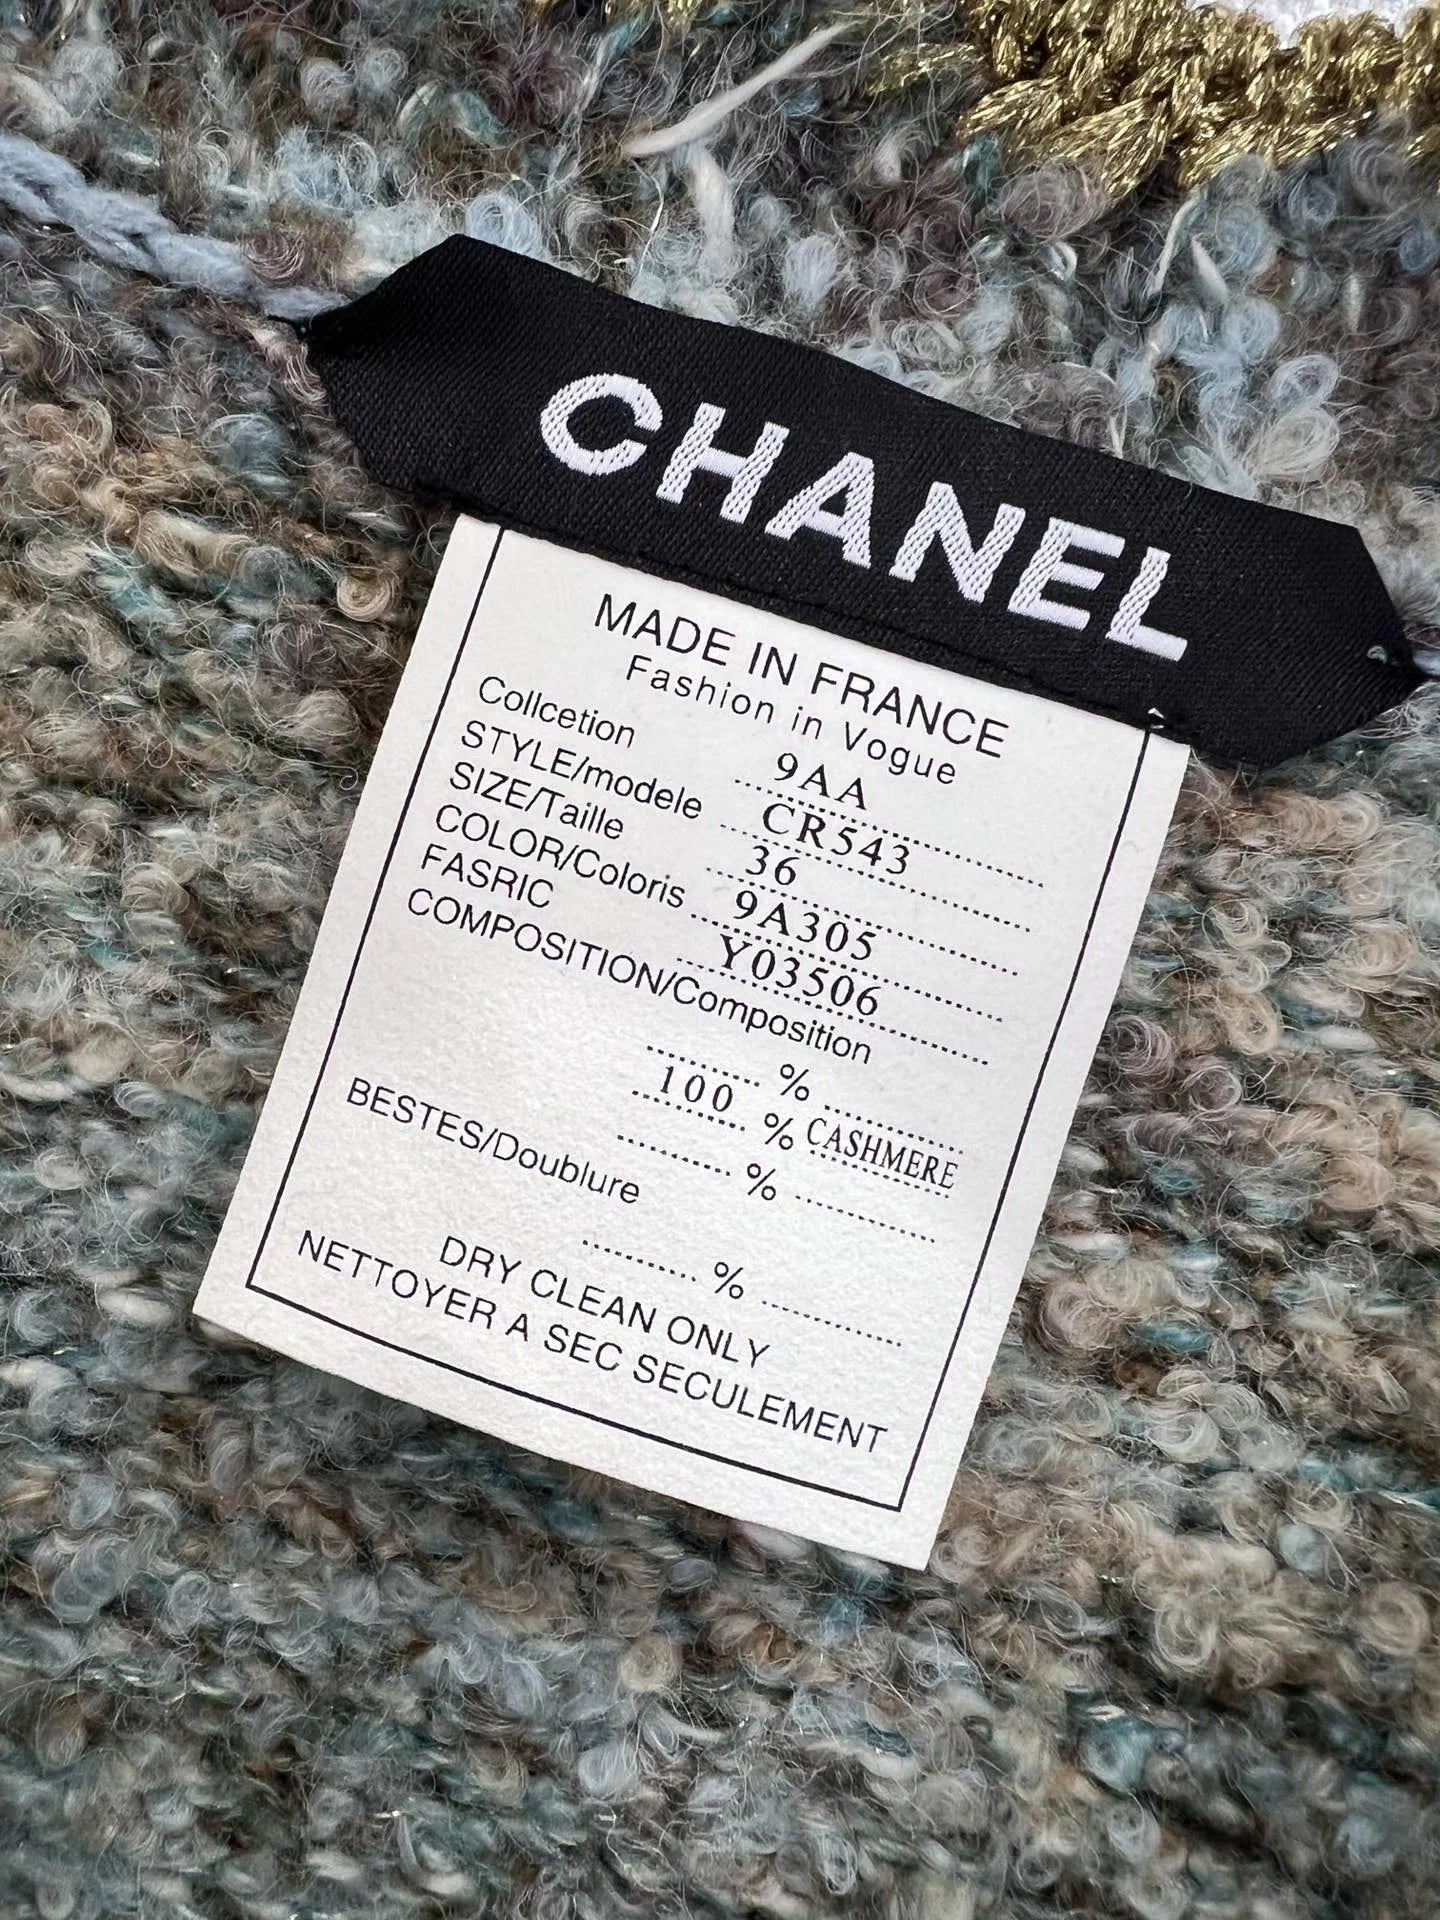 CHANEL
MADE IN FRANCE
Fashion in Vogue
Collcetion 9AA
STYLE/modele CR543
SIZE/Taille 36
COLOR/Coloris 9A305
FASRIC Y03506
COMPOSITION/Composition
%
100 % CASHMERE
%
BESTES/Doublure
%
DRY CLEAN ONLY
NETTOYER A SEC SECULEMENT